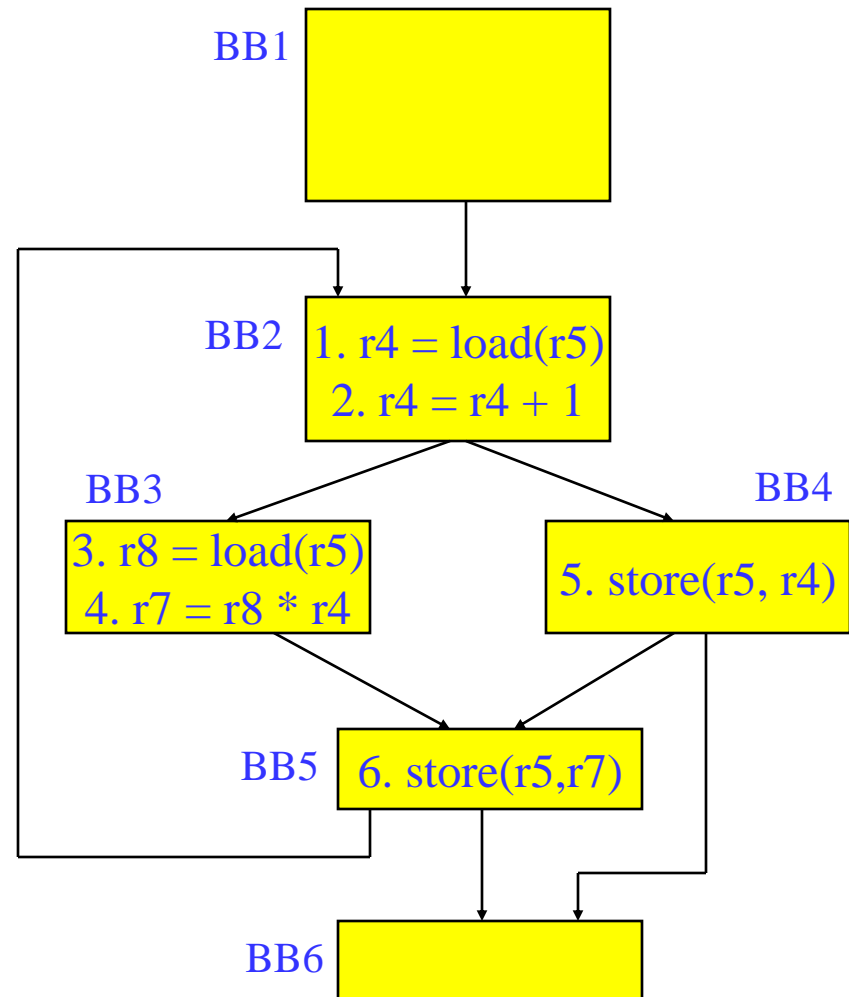 BB1
BB2
1. r4 = load(r5)
2. r4 = r4 + 1
BB3
3. r8 = load(r5)
4. r7 = r8 * r4
BB4
5. store(r5, r4)
BB5
6. store(r5,r7)
BB6